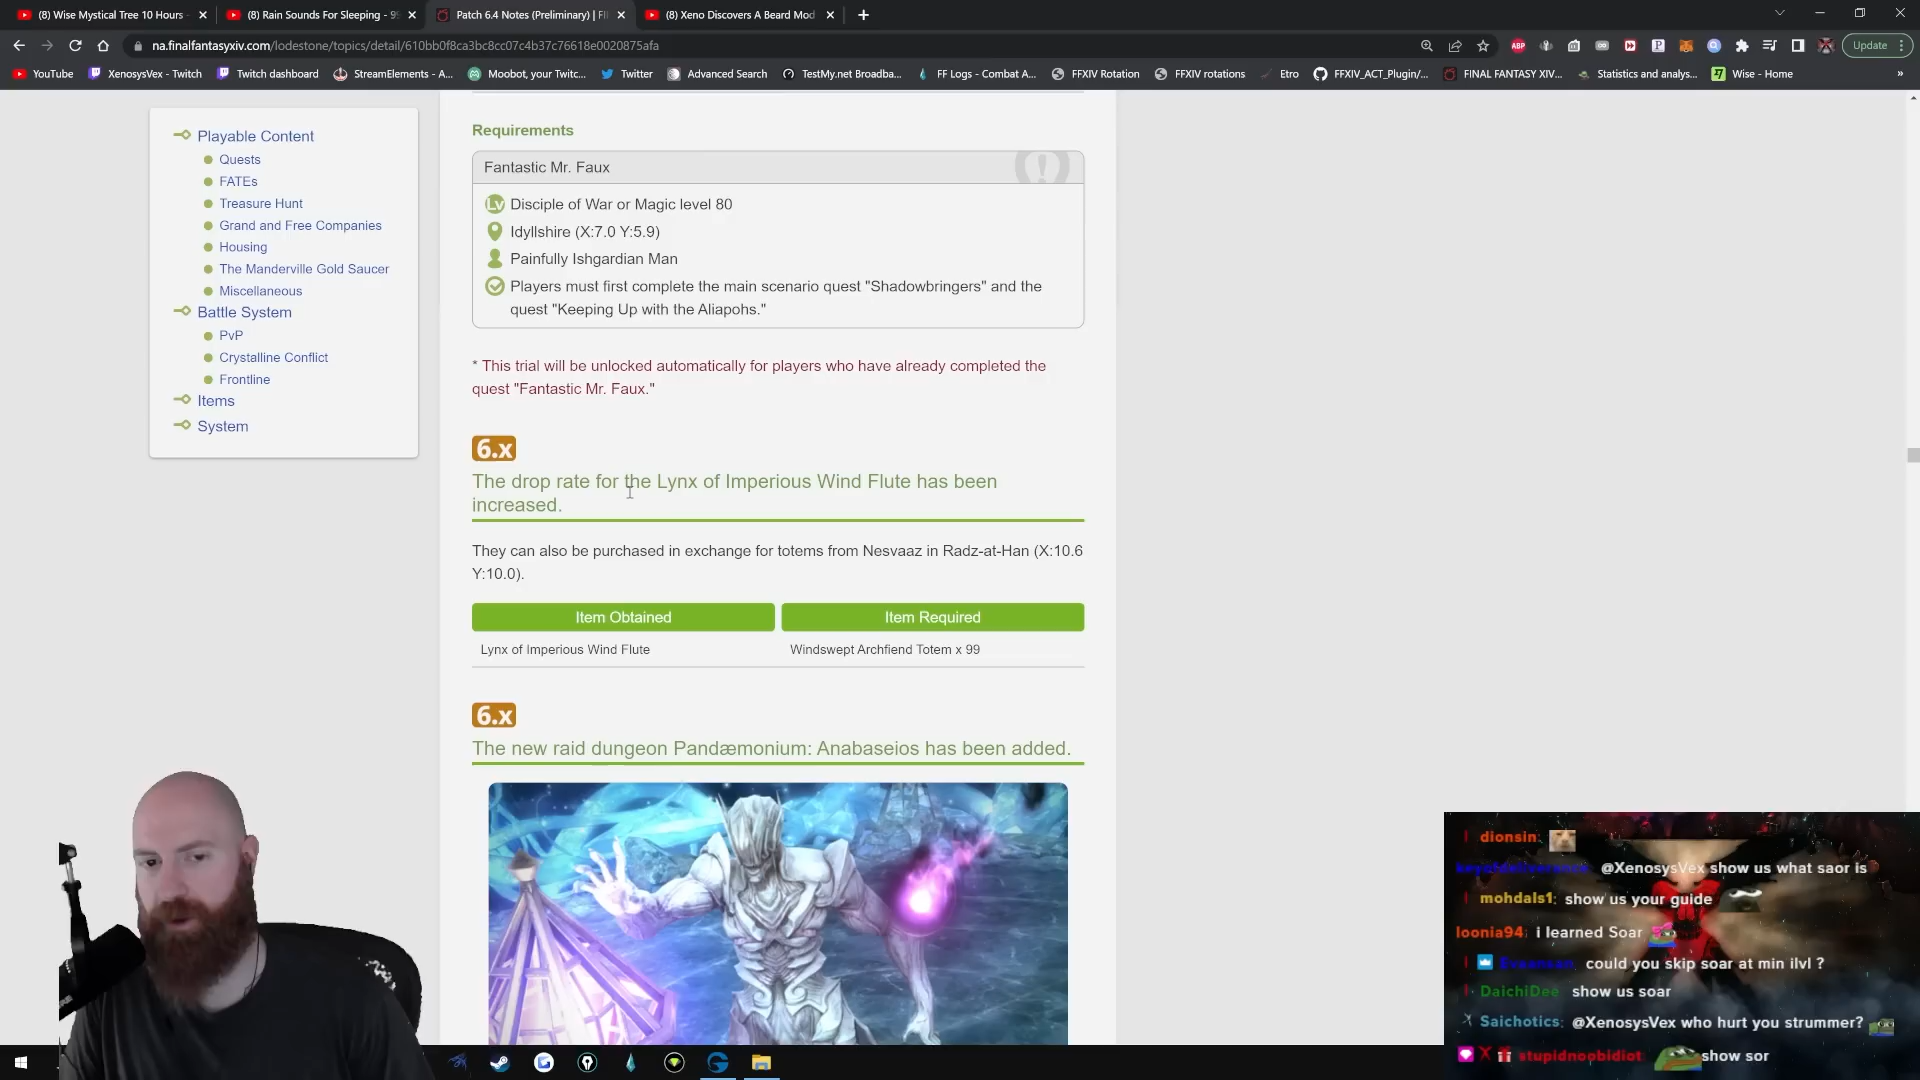 (8) Wise Mystical Tree 10 Hours -
(8) Rain Sounds For Sleeping - 9
Patch 6.4 Notes (Preliminary) | FI
(8) Xeno Discovers A Beard Mod
na.finalfantasyxiv.com/lodestone/topics/detail/610bb0f8ca3bc8cc07c4b37c76618e0020875afa
ABP
Update
YouTube
XenosysVex - Twitch
Twitch dashboard
StreamElements - A...
Moobot, your Twitc...
Twitter
Advanced Search
TestMy.net Broadba...
FF Logs - Combat A...
FFXIV Rotation
FFXIV rotations
Etro
FFXIV_ACT_Plugin/...
FINAL FANTASY XIV...
Statistics and analys...
Wise - Home
»
Playable Content
Quests
FATEs
Treasure Hunt
Grand and Free Companies
Housing
The Manderville Gold Saucer
Miscellaneous
Battle System
PvP
Crystalline Conflict
Frontline
Items
System
Requirements
Fantastic Mr. Faux
Lv Disciple of War or Magic level 80
Idyllshire (X:7.0 Y:5.9)
Painfully Ishgardian Man
Players must first complete the main scenario quest "Shadowbringers" and the
quest "Keeping Up with the Aliapohs."
* This trial will be unlocked automatically for players who have already completed the
quest "Fantastic Mr. Faux."
6.x
The drop rate for the Lynx of Imperious Wind Flute has been
increased.
They can also be purchased in exchange for totems from Nesvaaz in Radz-at-Han (X:10.6
Y:10.0).
Item Obtained
Item Required
Lynx of Imperious Wind Flute
Windswept Archfiend Totem x 99
6.x
The new raid dungeon Pandæmonium: Anabaseios has been added.
dionsin:
@XenosysVex show us what saor is
mohdals1: show us your guide
loonia94: i learned Soar
could you skip soar at min ilvl ?
DaichiDee: show us soar
Saichotics: @XenosysVex who hurt you strummer?
stupidnoobidiot: show sor